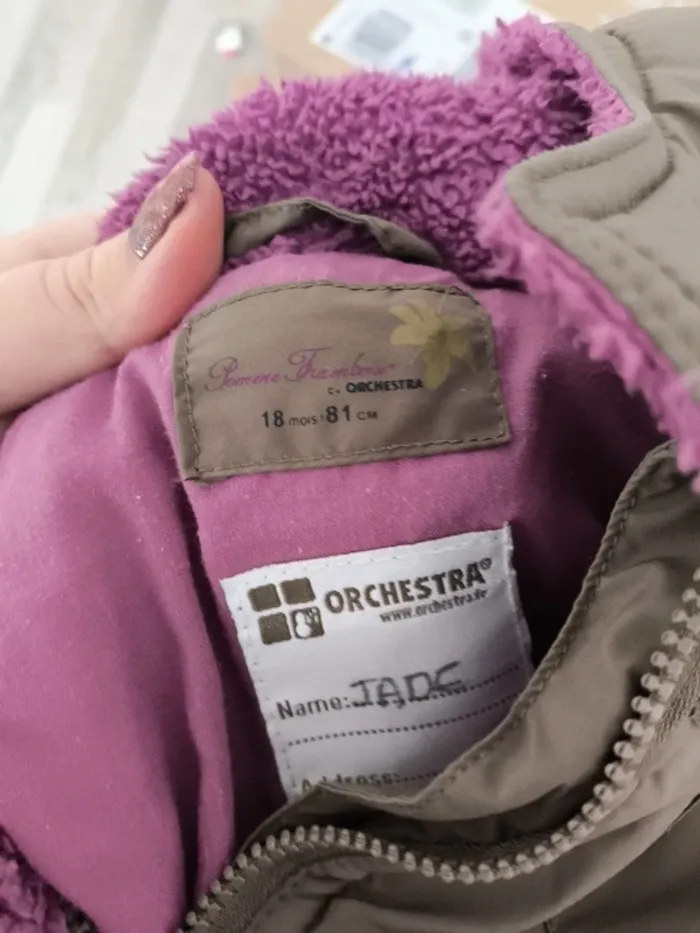 Pomme Framboise
by ORCHESTRA
18 mois 81 CM
ORCHESTRA®
www.orchestra.fr
Name: JADE
Address: